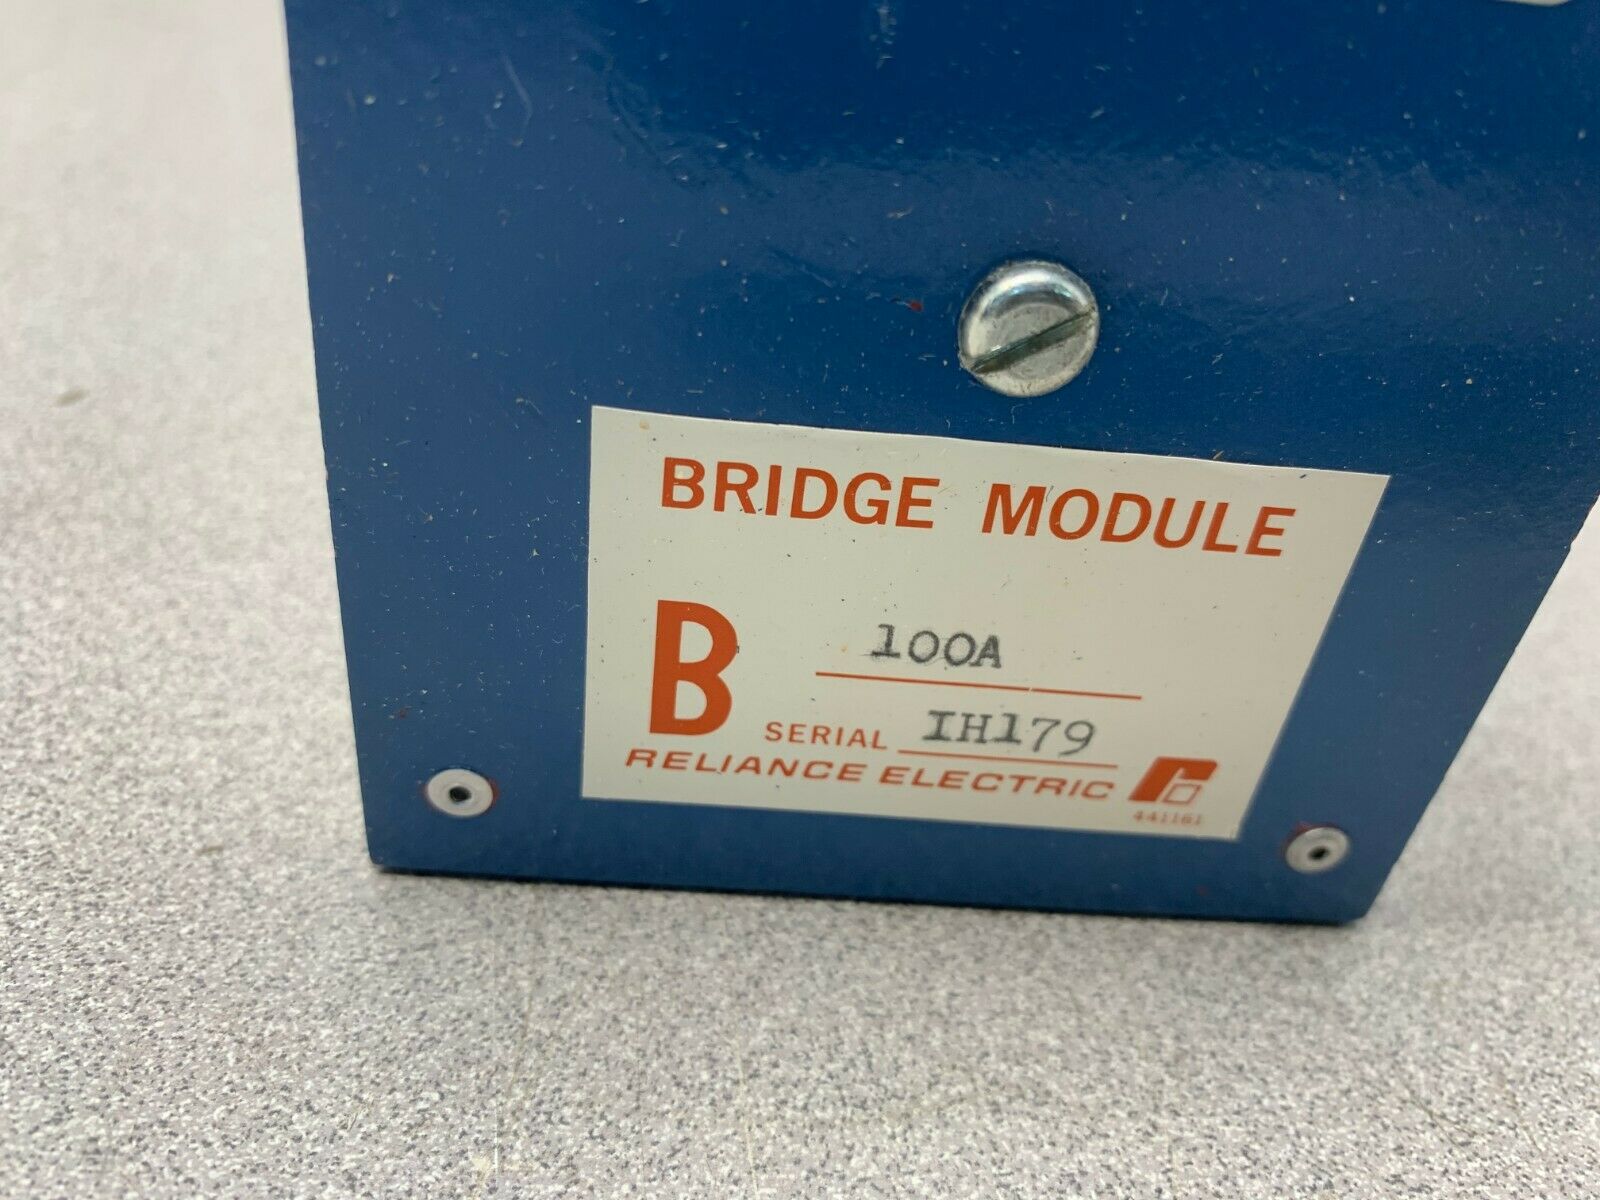 BRIDGE MODULE
B 100A
SERIAL IH179
RELIANCE ELECTRIC
441161